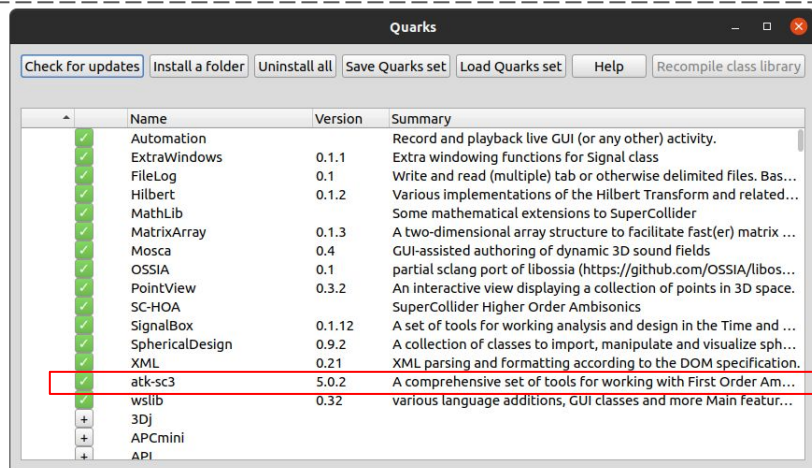 Quarks
Check for updates Install a folder Uninstall all Save Quarks set Load Quarks set Help Recompile class library
Name Version Summary
Automation Record and playback live GUI (or any other) activity.
ExtraWindows 0.1.1 Extra windowing functions for Signal class
FileLog 0.1 Write and read (multiple) tab or otherwise delimited files. Bas...
Hilbert 0.1.2 Various implementations of the Hilbert Transform and related...
MathLib Some mathematical extensions to SuperCollider
MatrixArray 0.1.3 A two-dimensional array structure to facilitate fast(er) matrix ...
Mosca 0.4 GUI-assisted authoring of dynamic 3D sound fields
OSSIA 0.1 partial sclang port of libossia (https://github.com/OSSIA/libos...
PointView 0.3.2 An interactive view displaying a collection of points in 3D space.
SC-HOA SuperCollider Higher Order Ambisonics
SignalBox 0.1.12 A set of tools for working analysis and design in the Time and ...
SphericalDesign 0.9.2 A collection of classes to import, manipulate and visualize sph...
XML 0.21 XML parsing and formatting according to the DOM specification.
atk-sc3 5.0.2 A comprehensive set of tools for working with First Order Am...
wslib 0.32 various language additions, GUI classes and more Main featur...
+ 3Dj
+ APCmini
+ API